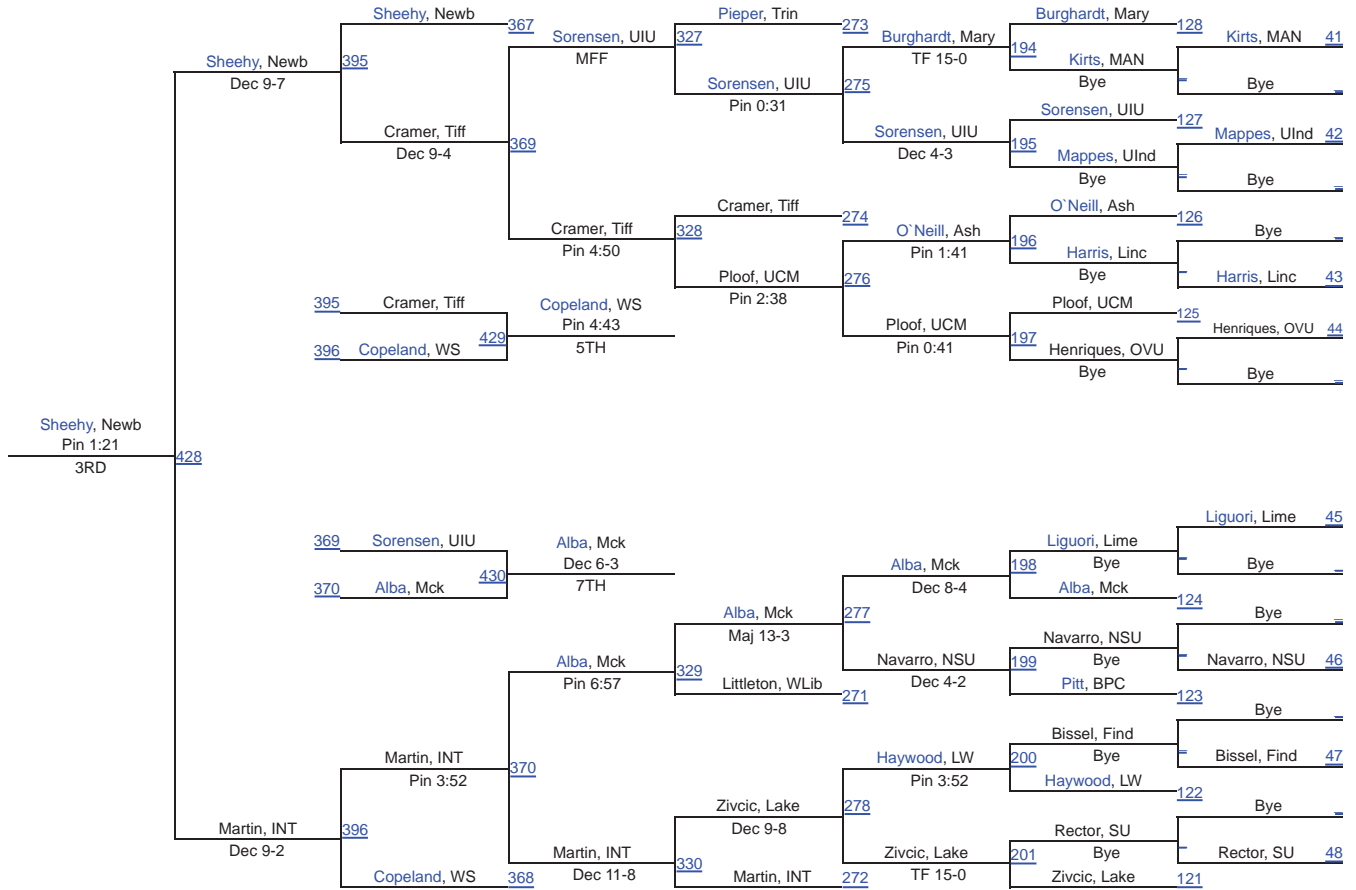 Sheehy, Newb
367
Pieper, Trin
273
Burghardt, Mary
128
Sorensen, UIU
327
MFF
Burghardt, Mary
194
TF 15-0
Kirts, MAN
41
Sheehy, Newb
395
Dec 9-7
Kirts, MAN
Bye
Bye
Sorensen, UIU
275
Pin 0:31
Sorensen, UIU
127
Cramer, Tiff
369
Dec 9-4
Sorensen, UIU
195
Dec 4-3
Mappes, UInd
42
Mappes, UInd
Bye
Bye
Cramer, Tiff
274
O`Neill, Ash
126
Cramer, Tiff
328
Pin 4:50
O`Neill, Ash
196
Pin 1:41
Bye
Harris, Linc
Bye
Harris, Linc
43
Ploof, UCM
276
Pin 2:38
395
Cramer, Tiff
Copeland, WS
Pin 4:43
5TH
429
396
Copeland, WS
Ploof, UCM
125
Ploof, UCM
197
Pin 0:41
Henriques, OVU
44
Henriques, OVU
Bye
Bye
Sheehy, Newb
Pin 1:21
3RD
428
Liguori, Lime
45
369
Sorensen, UIU
Alba, Mck
Dec 6-3
7TH
430
370
Alba, Mck
Liguori, Lime
Bye
Bye
Alba, Mck
198
Dec 8-4
Alba, Mck
124
Alba, Mck
277
Maj 13-3
Bye
Navarro, NSU
Bye
Navarro, NSU
46
Alba, Mck
329
Pin 6:57
Navarro, NSU
199
Dec 4-2
Littleton, WLib
271
Pitt, BPC
123
Bye
Bissel, Find
Bye
Bissel, Find
47
Martin, INT
370
Pin 3:52
Haywood, LW
200
Pin 3:52
Haywood, LW
122
Zivcic, Lake
278
Dec 9-8
Bye
Martin, INT
396
Dec 9-2
Rector, SU
Bye
Rector, SU
48
Martin, INT
330
Dec 11-8
Zivcic, Lake
201
TF 15-0
Copeland, WS
368
Martin, INT
272
Zivcic, Lake
121